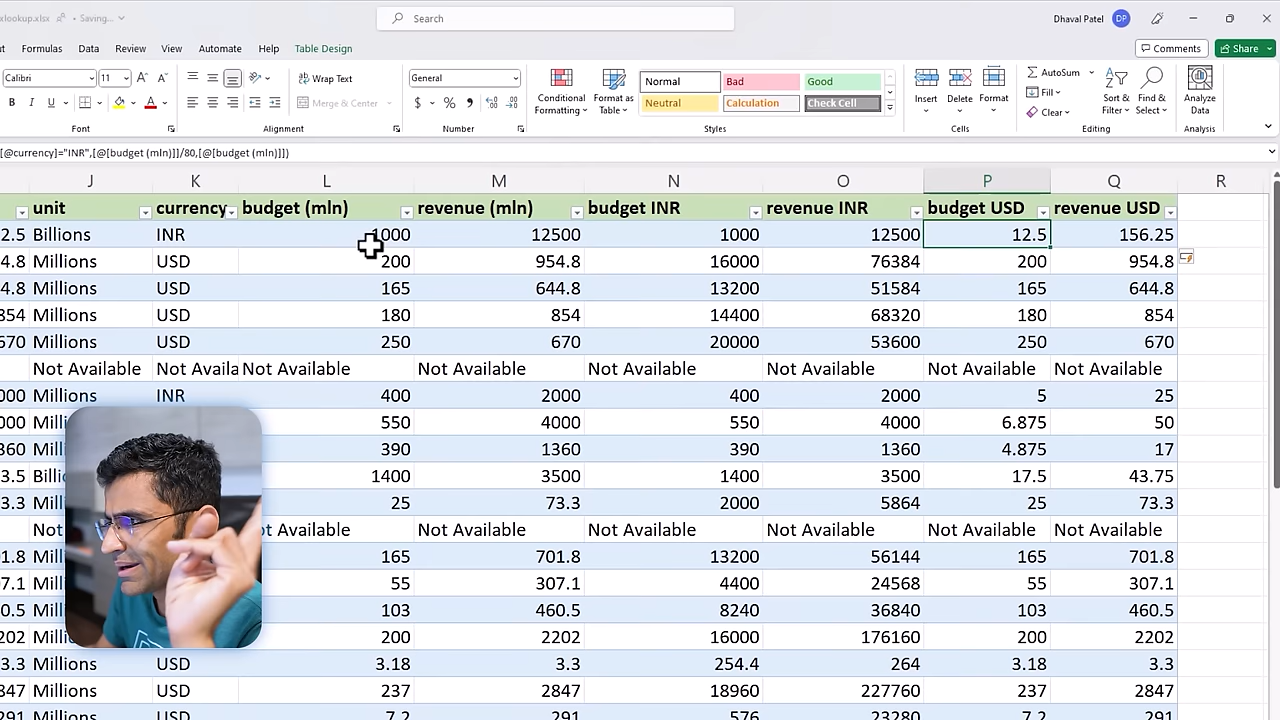 xlookup.xlsx • Saving...
Search
Dhaval Patel DP
Formulas Data Review View Automate Help Table Design
Comments Share
Calibri 11 A A Wrap Text General Normal Bad Good AutoSum
B I U A Merge & Center $ % Neutral Calculation Check Cell Fill Clear
Conditional Formatting Format as Table Insert Delete Format Sort & Filter Find & Select Analyze Data
Font Alignment Number Styles Cells Editing Analysis
[@currency]="INR",[@[budget (mln)]]/80,[@[budget (mln)]])
J K L M N O P Q R
unit currency budget (mln) revenue (mln) budget INR revenue INR budget USD revenue USD
2.5 Billions INR 1000 12500 1000 12500 12.5 156.25
4.8 Millions USD 200 954.8 16000 76384 200 954.8
4.8 Millions USD 165 644.8 13200 51584 165 644.8
854 Millions USD 180 854 14400 68320 180 854
670 Millions USD 250 670 20000 53600 250 670
Not Available Not Availa Not Available Not Available Not Available Not Available Not Available Not Available
000 Millions INR 400 2000 400 2000 5 25
000 550 4000 550 4000 6.875 50
360 390 1360 390 1360 4.875 17
3.5 1400 3500 1400 3500 17.5 43.75
3.3 25 73.3 2000 5864 25 73.3
Not Available Not Available Not Available Not Available Not Available
01.8 165 701.8 13200 56144 165 701.8
07.1 55 307.1 4400 24568 55 307.1
0.5 103 460.5 8240 36840 103 460.5
202 200 2202 16000 176160 200 2202
3.3 Millions USD 3.18 3.3 254.4 264 3.18 3.3
847 Millions USD 237 2847 18960 227760 237 2847
291 Millions USD 7.2 291 576 23280 7.2 291